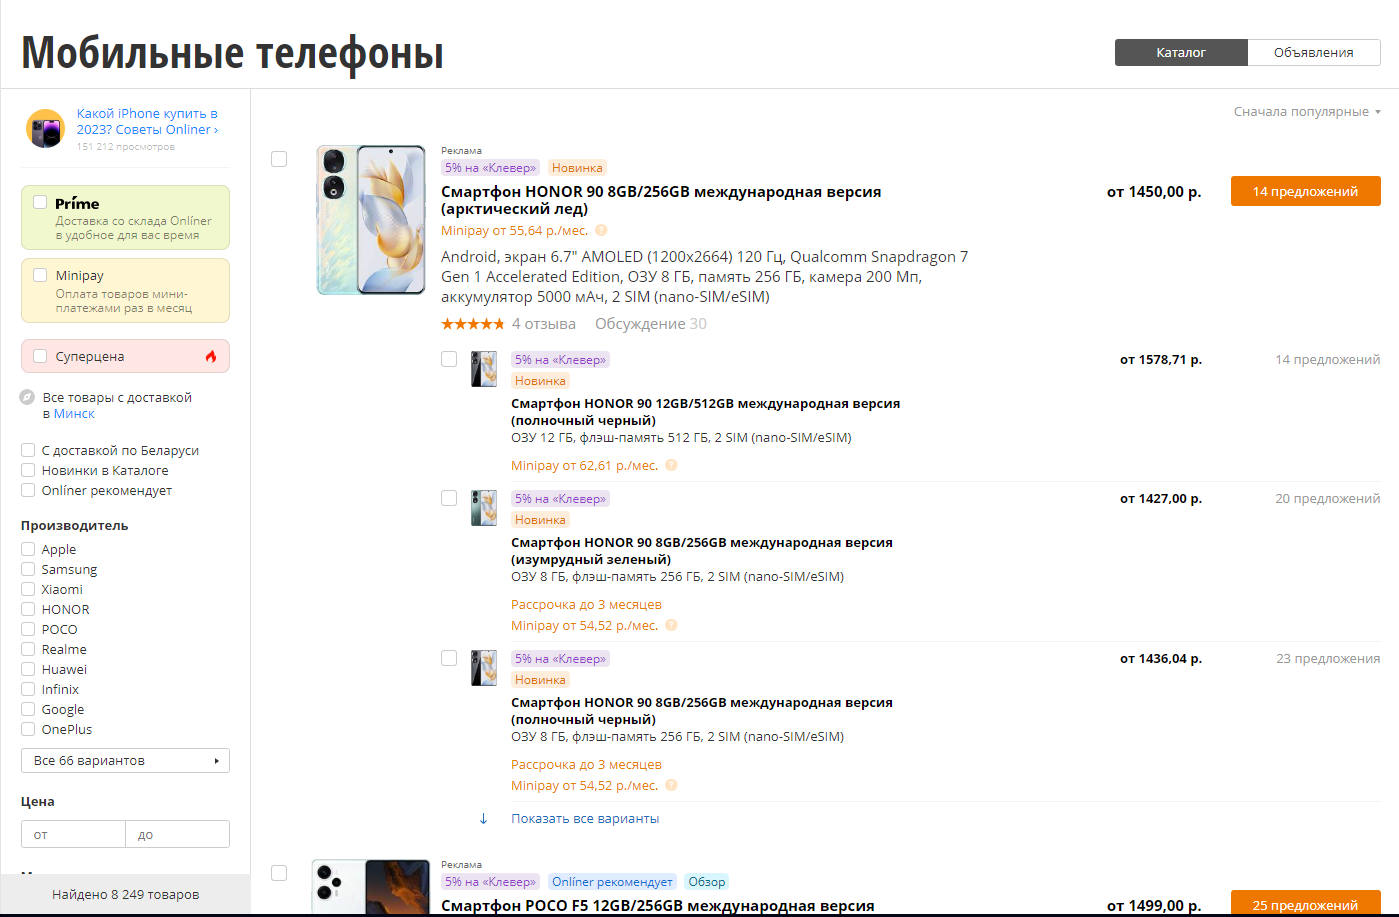 Мобильные телефоны
Каталог
Объявления
Какой iPhone купить в
2023? Советы Onliner ›
151 212 просмотров
Príme
Доставка со склада Onlíner
в удобное для вас время
Minipay
Оплата товаров мини-
платежами раз в месяц
Суперцена
Все товары с доставкой
в Минск
С доставкой по Беларуси
Новинки в Каталоге
Onlíner рекомендует
Производитель
Apple
Samsung
Xiaomi
HONOR
POCO
Realme
Huawei
Infinix
Google
OnePlus
Все 66 вариантов
Цена
от
до
Найдено 8 249 товаров
Сначала популярные
Реклама
5% на «Клевер» Новинка
Смартфон HONOR 90 8GB/256GB международная версия
(арктический лед)
Minipay от 55,64 р./мес. ?
Android, экран 6.7" AMOLED (1200x2664) 120 Гц, Qualcomm Snapdragon 7
Gen 1 Accelerated Edition, ОЗУ 8 ГБ, память 256 ГБ, камера 200 Мп,
аккумулятор 5000 мАч, 2 SIM (nano-SIM/eSIM)
4 отзыва Обсуждение 30
от 1450,00 р.
14 предложений
5% на «Клевер»
Новинка
Смартфон HONOR 90 12GB/512GB международная версия
(полночный черный)
ОЗУ 12 ГБ, флэш-память 512 ГБ, 2 SIM (nano-SIM/eSIM)
Minipay от 62,61 р./мес. ?
от 1578,71 р.
14 предложений
5% на «Клевер»
Новинка
Смартфон HONOR 90 8GB/256GB международная версия
(изумрудный зеленый)
ОЗУ 8 ГБ, флэш-память 256 ГБ, 2 SIM (nano-SIM/eSIM)
Рассрочка до 3 месяцев
Minipay от 54,52 р./мес. ?
от 1427,00 р.
20 предложений
5% на «Клевер»
Новинка
Смартфон HONOR 90 8GB/256GB международная версия
(полночный черный)
ОЗУ 8 ГБ, флэш-память 256 ГБ, 2 SIM (nano-SIM/eSIM)
Рассрочка до 3 месяцев
Minipay от 54,52 р./мес. ?
от 1436,04 р.
23 предложения
Показать все варианты
Реклама
5% на «Клевер» Onlíner рекомендует Обзор
Смартфон POCO F5 12GB/256GB международная версия
от 1499,00 р.
25 предложений